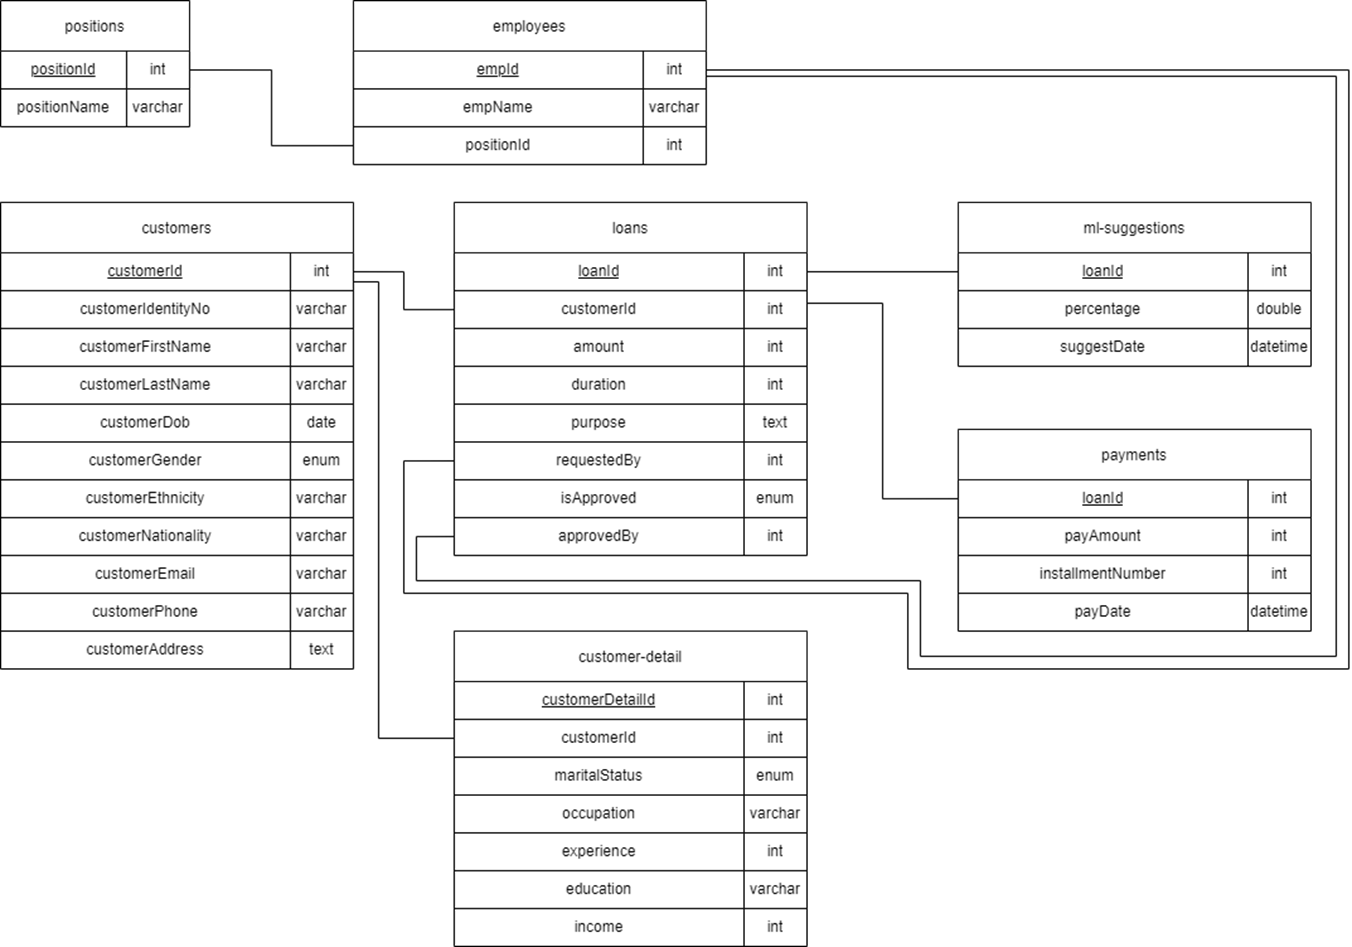 positions
positionId int
positionName varchar
employees
empId int
empName varchar
positionId int
customers
customerId int
customerIdentityNo varchar
customerFirstName varchar
customerLastName varchar
customerDob date
customerGender enum
customerEthnicity varchar
customerNationality varchar
customerEmail varchar
customerPhone varchar
customerAddress text
loans
loanId int
customerId int
amount int
duration int
purpose text
requestedBy int
isApproved enum
approvedBy int
ml-suggestions
loanId int
percentage double
suggestDate datetime
payments
loanId int
payAmount int
installmentNumber int
payDate datetime
customer-detail
customerDetailId int
customerId int
maritalStatus enum
occupation varchar
experience int
education varchar
income int